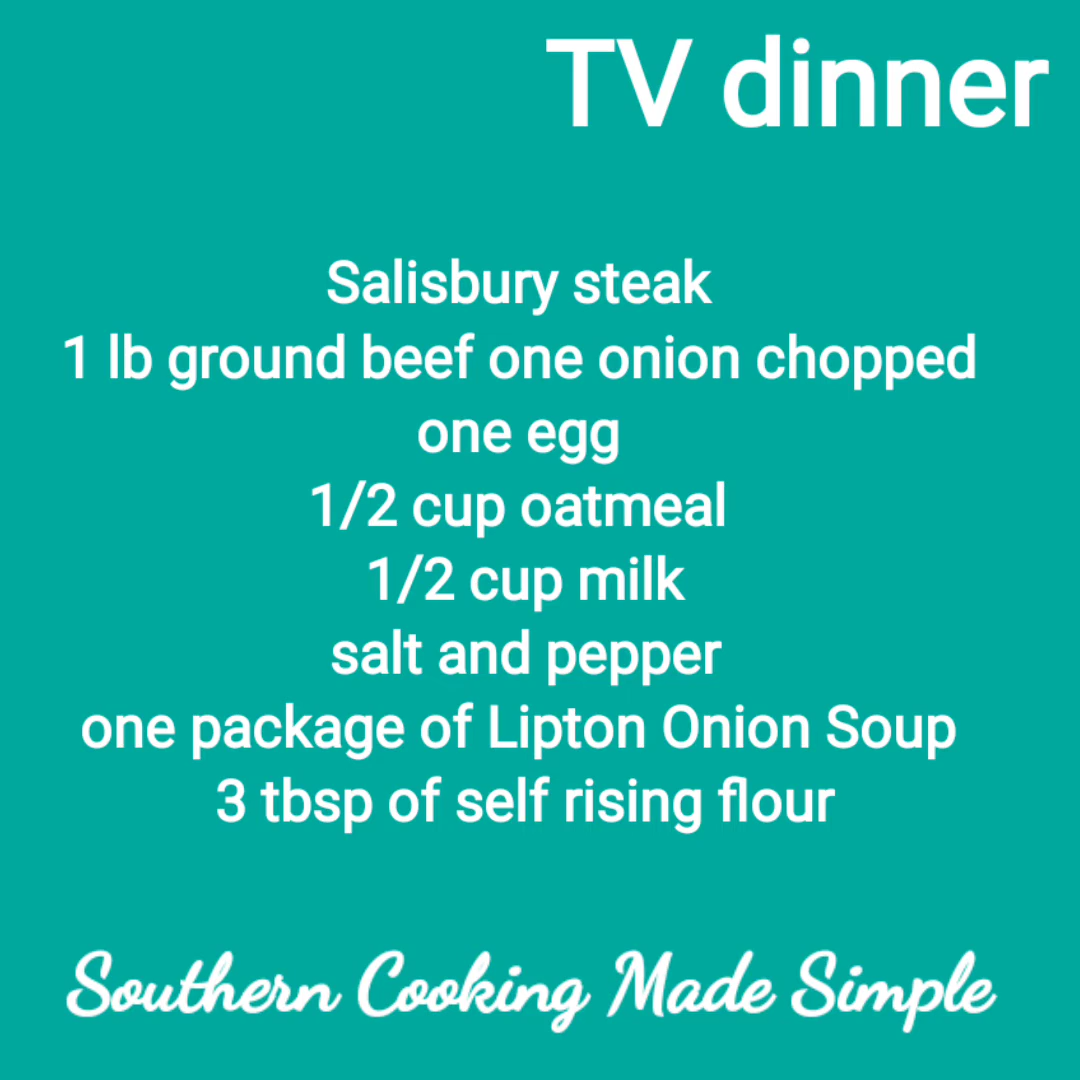 TV dinner
Salisbury steak
1 lb ground beef one onion chopped
one egg
1/2 cup oatmeal
1/2 cup milk
salt and pepper
one package of Lipton Onion Soup
3 tbsp of self rising flour
Southern Cooking Made Simple